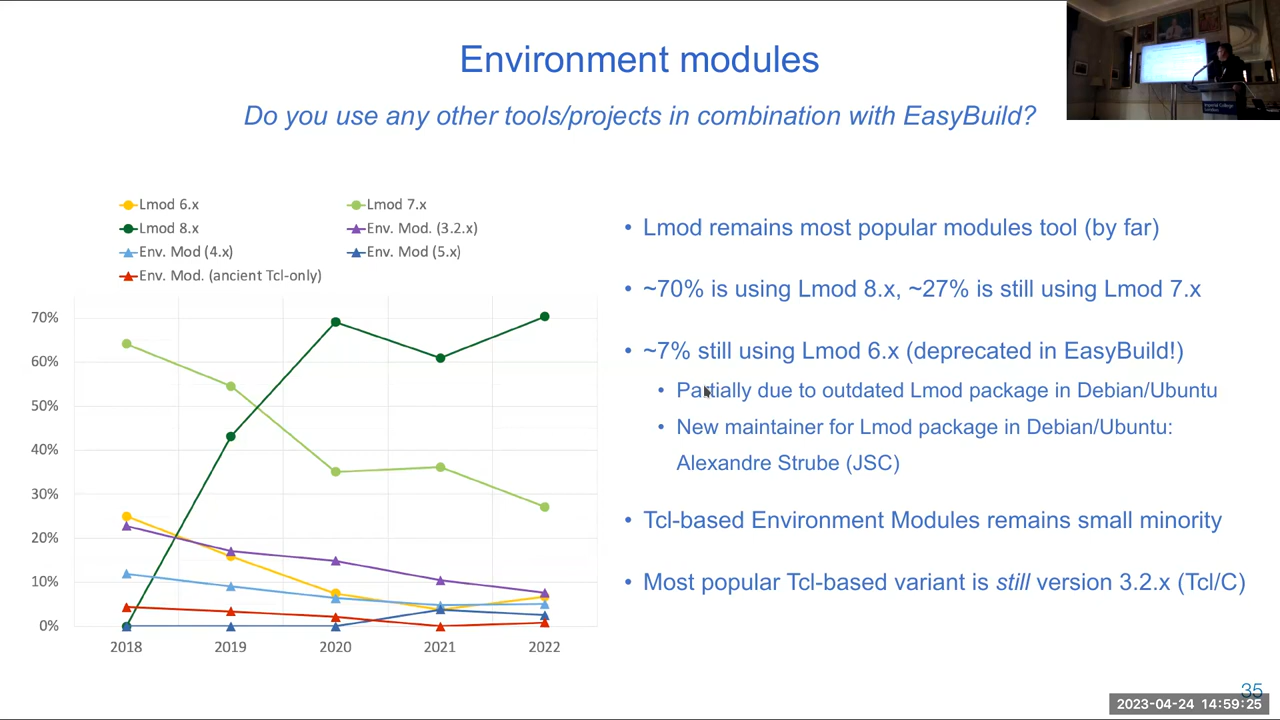 Environment modules
Do you use any other tools/projects in combination with EasyBuild?
Lmod 6.x
Lmod 7.x
Lmod 8.x
Env. Mod. (3.2.x)
Env. Mod (4.x)
Env. Mod (5.x)
Env. Mod. (ancient Tcl-only)
70%
60%
50%
40%
30%
20%
10%
0%
2018 2019 2020 2021 2022
• Lmod remains most popular modules tool (by far)
• ~70% is using Lmod 8.x, ~27% is still using Lmod 7.x
• ~7% still using Lmod 6.x (deprecated in EasyBuild!)
• Partially due to outdated Lmod package in Debian/Ubuntu
• New maintainer for Lmod package in Debian/Ubuntu:
Alexandre Strube (JSC)
• Tcl-based Environment Modules remains small minority
• Most popular Tcl-based variant is still version 3.2.x (Tcl/C)
Imperial College
London
35
2023-04-24 14:59:25